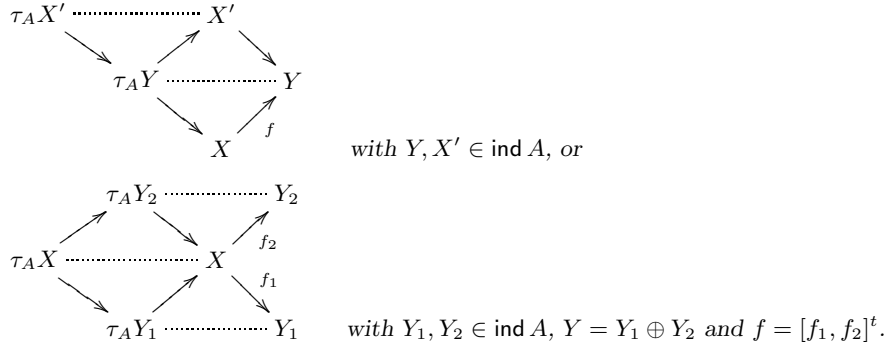 τ_A X′ X′
τ_A Y Y
f
X with Y, X′ ∈ ind A, or
τ_A Y_2 Y_2
f_2
τ_A X X
f_1
τ_A Y_1 Y_1 with Y_1, Y_2 ∈ ind A, Y = Y_1 ⊕ Y_2 and f = [f_1, f_2]^t.